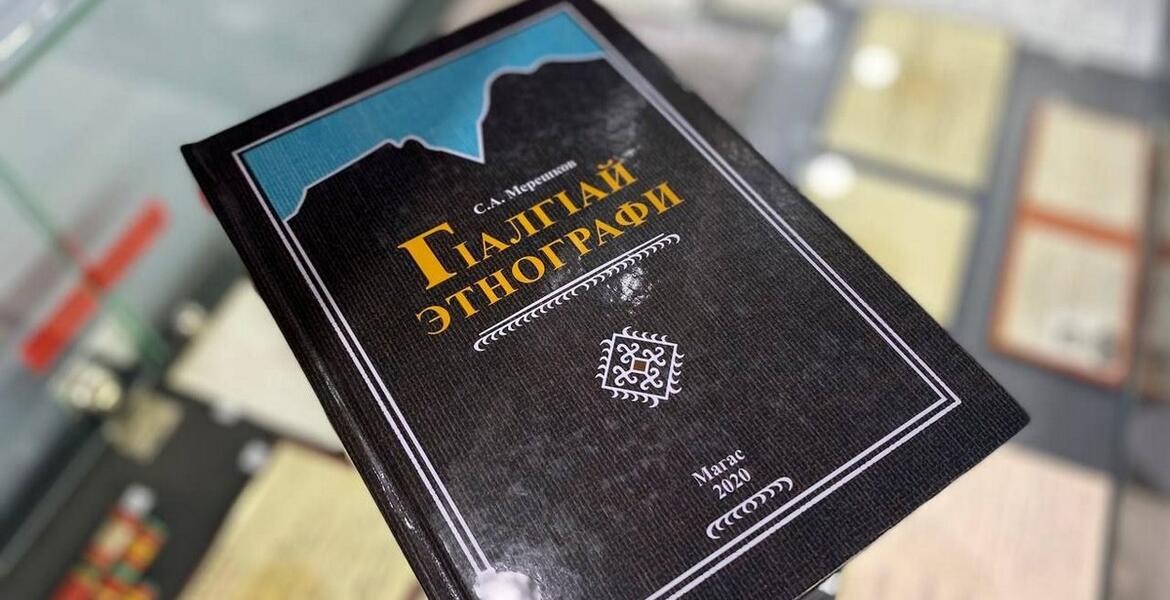 С.А. Мерешков
ГІАЛГІАЙ
ЭТНОГРАФИ
Магас
2020